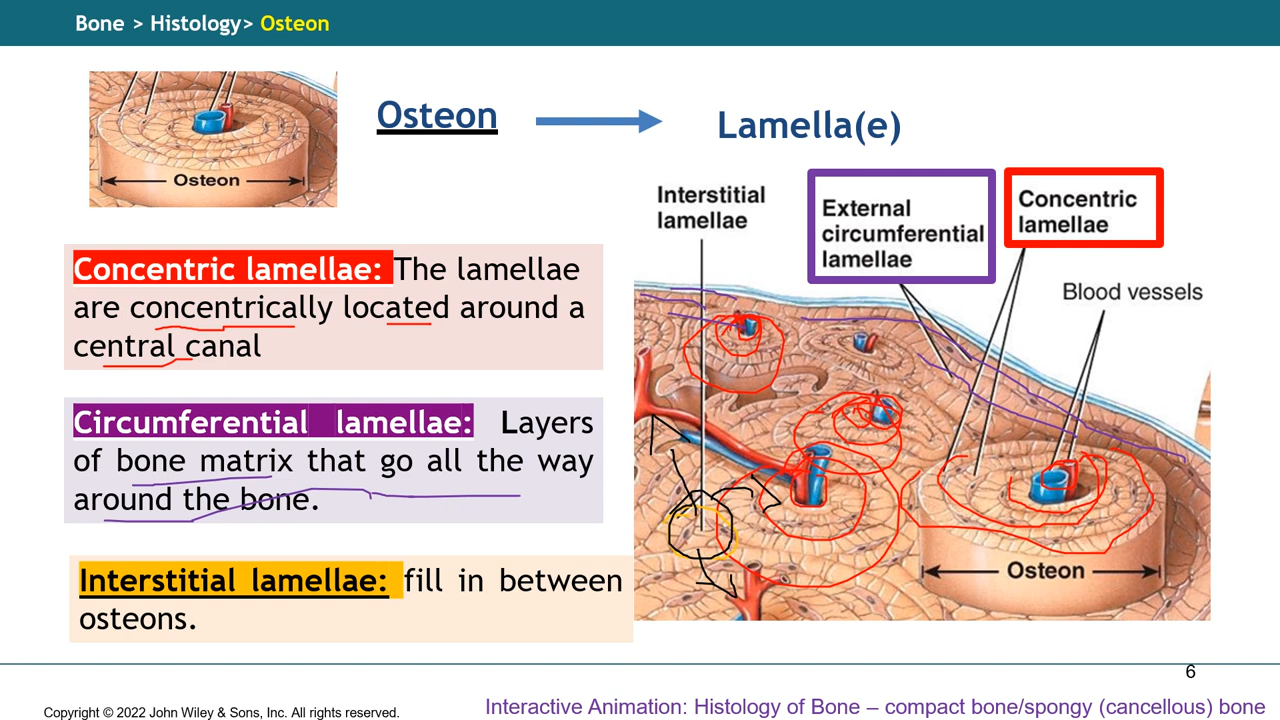 Bone > Histology> Osteon
Osteon
Osteon
Lamella(e)
Interstitial
lamellae
External
circumferential
lamellae
Concentric
lamellae
Blood vessels
Concentric lamellae: The lamellae
are concentrically located around a
central canal
Circumferential lamellae: Layers
of bone matrix that go all the way
around the bone.
Interstitial lamellae: fill in between
osteons.
Osteon
6
Copyright © 2022 John Wiley & Sons, Inc. All rights reserved.
Interactive Animation: Histology of Bone – compact bone/spongy (cancellous) bone